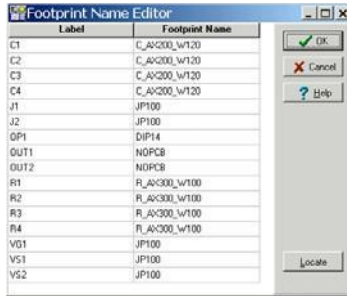 Footprint Name Editor
Label Footprint Name
C1 C_AX200_W120
C2 C_AX200_W120
C3 C_AX200_W120
C4 C_AX200_W120
J1 JP100
J2 JP100
OP1 DIP14
OUT1 NOPCB
OUT2 NOPCB
R1 R_AX300_W100
R2 R_AX300_W100
R3 R_AX300_W100
R4 R_AX300_W100
VG1 JP100
VS1 JP100
VS2 JP100
OK
Cancel
Help
Locate